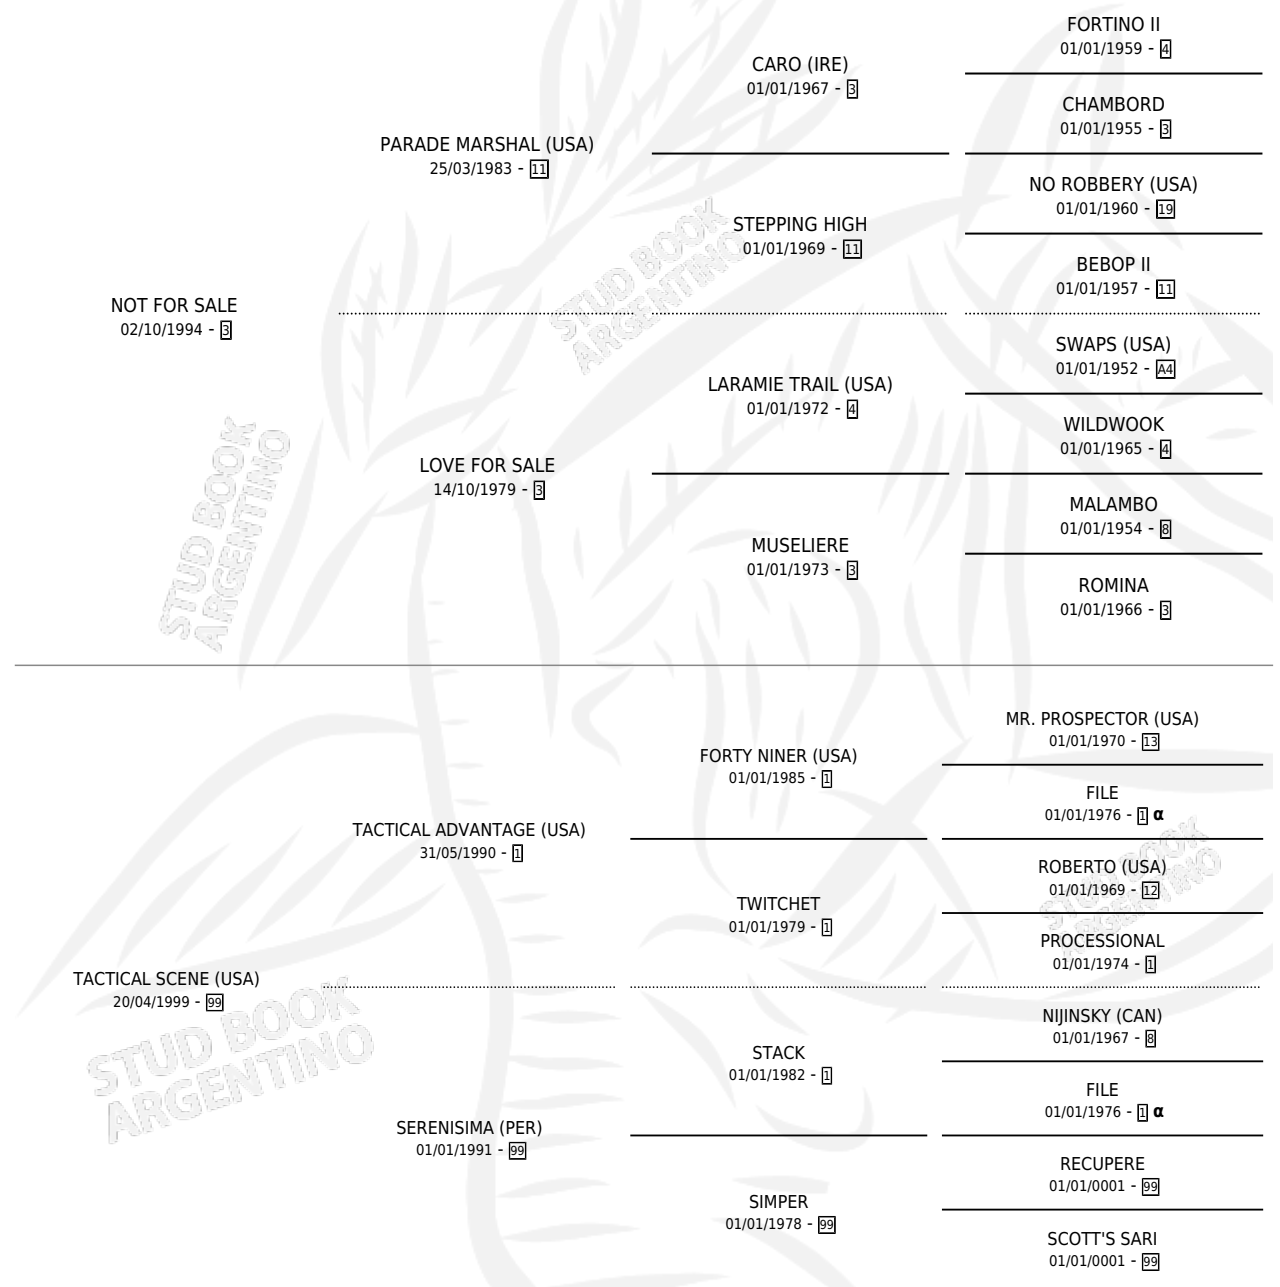 FORTINO II
01/01/1959 - 4
CARO (IRE)
01/01/1967 - 3
CHAMBORD
01/01/1955 - 3
PARADE MARSHAL (USA)
25/03/1983 - 11
NO ROBBERY (USA)
01/01/1960 - 19
STEPPING HIGH
01/01/1969 - 11
BEBOP II
01/01/1957 - 11
NOT FOR SALE
02/10/1994 - 3
SWAPS (USA)
01/01/1952 - A4
LARAMIE TRAIL (USA)
01/01/1972 - 4
WILDWOOK
01/01/1965 - 4
LOVE FOR SALE
14/10/1979 - 3
MALAMBO
01/01/1954 - 8
MUSELIERE
01/01/1973 - 3
ROMINA
01/01/1966 - 3
STUD BOOK
ARGENTINO
STUD BOOK
ARGENTINO
MR. PROSPECTOR (USA)
01/01/1970 - 13
FORTY NINER (USA)
01/01/1985 - 1
FILE
01/01/1976 - 1 α
TACTICAL ADVANTAGE (USA)
31/05/1990 - 1
ROBERTO (USA)
01/01/1969 - 12
TWITCHET
01/01/1979 - 1
PROCESSIONAL
01/01/1974 - 1
TACTICAL SCENE (USA)
20/04/1999 - 99
NIJINSKY (CAN)
01/01/1967 - 8
STACK
01/01/1982 - 1
FILE
01/01/1976 - 1 α
SERENISIMA (PER)
01/01/1991 - 99
RECUPERE
01/01/0001 - 99
SIMPER
01/01/1978 - 99
SCOTT'S SARI
01/01/0001 - 99
STUD BOOK
ARGENTINO
STUD BOOK
ARGENTINO